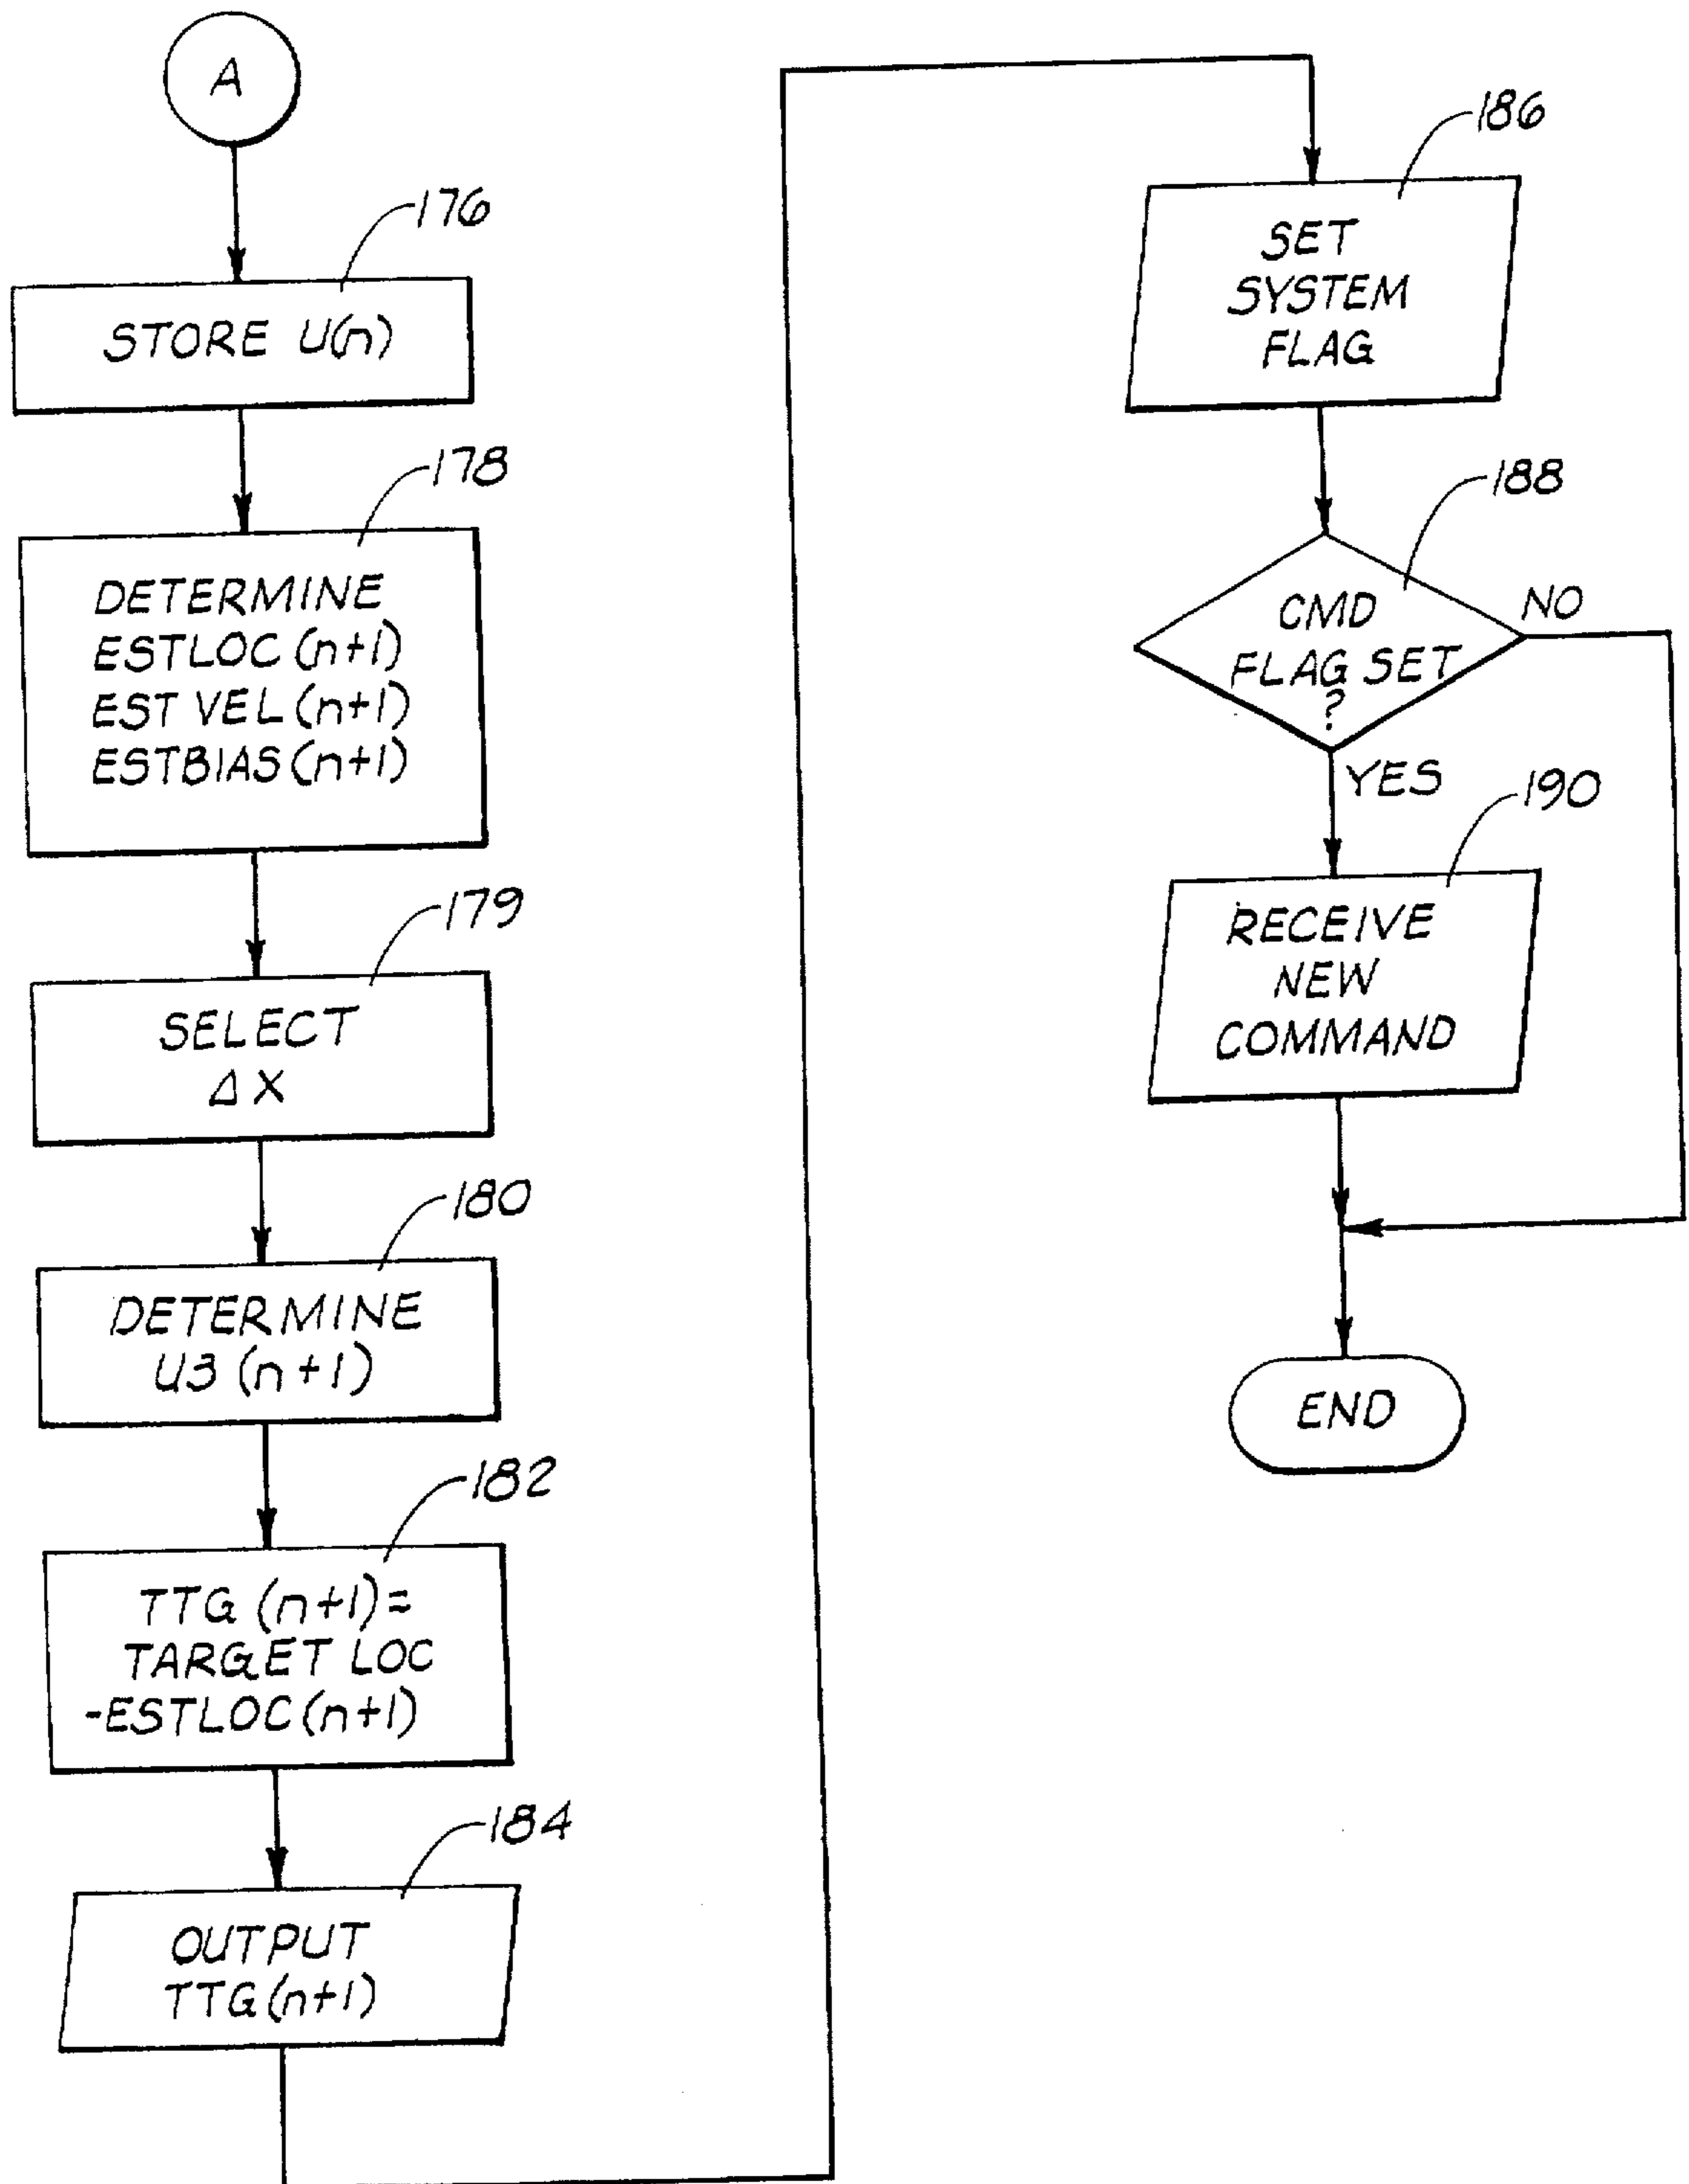 A
176
STORE U(n)
178
DETERMINE
ESTLOC (n+1)
EST VEL (n+1)
ESTBIAS (n+1)
179
SELECT
Δ X
180
DETERMINE
U3 (n+1)
182
TTG (n+1)=
TARGET LOC
-ESTLOC (n+1)
184
OUTPUT
TTG (n+1)
186
SET
SYSTEM
FLAG
188
CMD
FLAG SET
?
NO
YES
190
RECEIVE
NEW
COMMAND
END